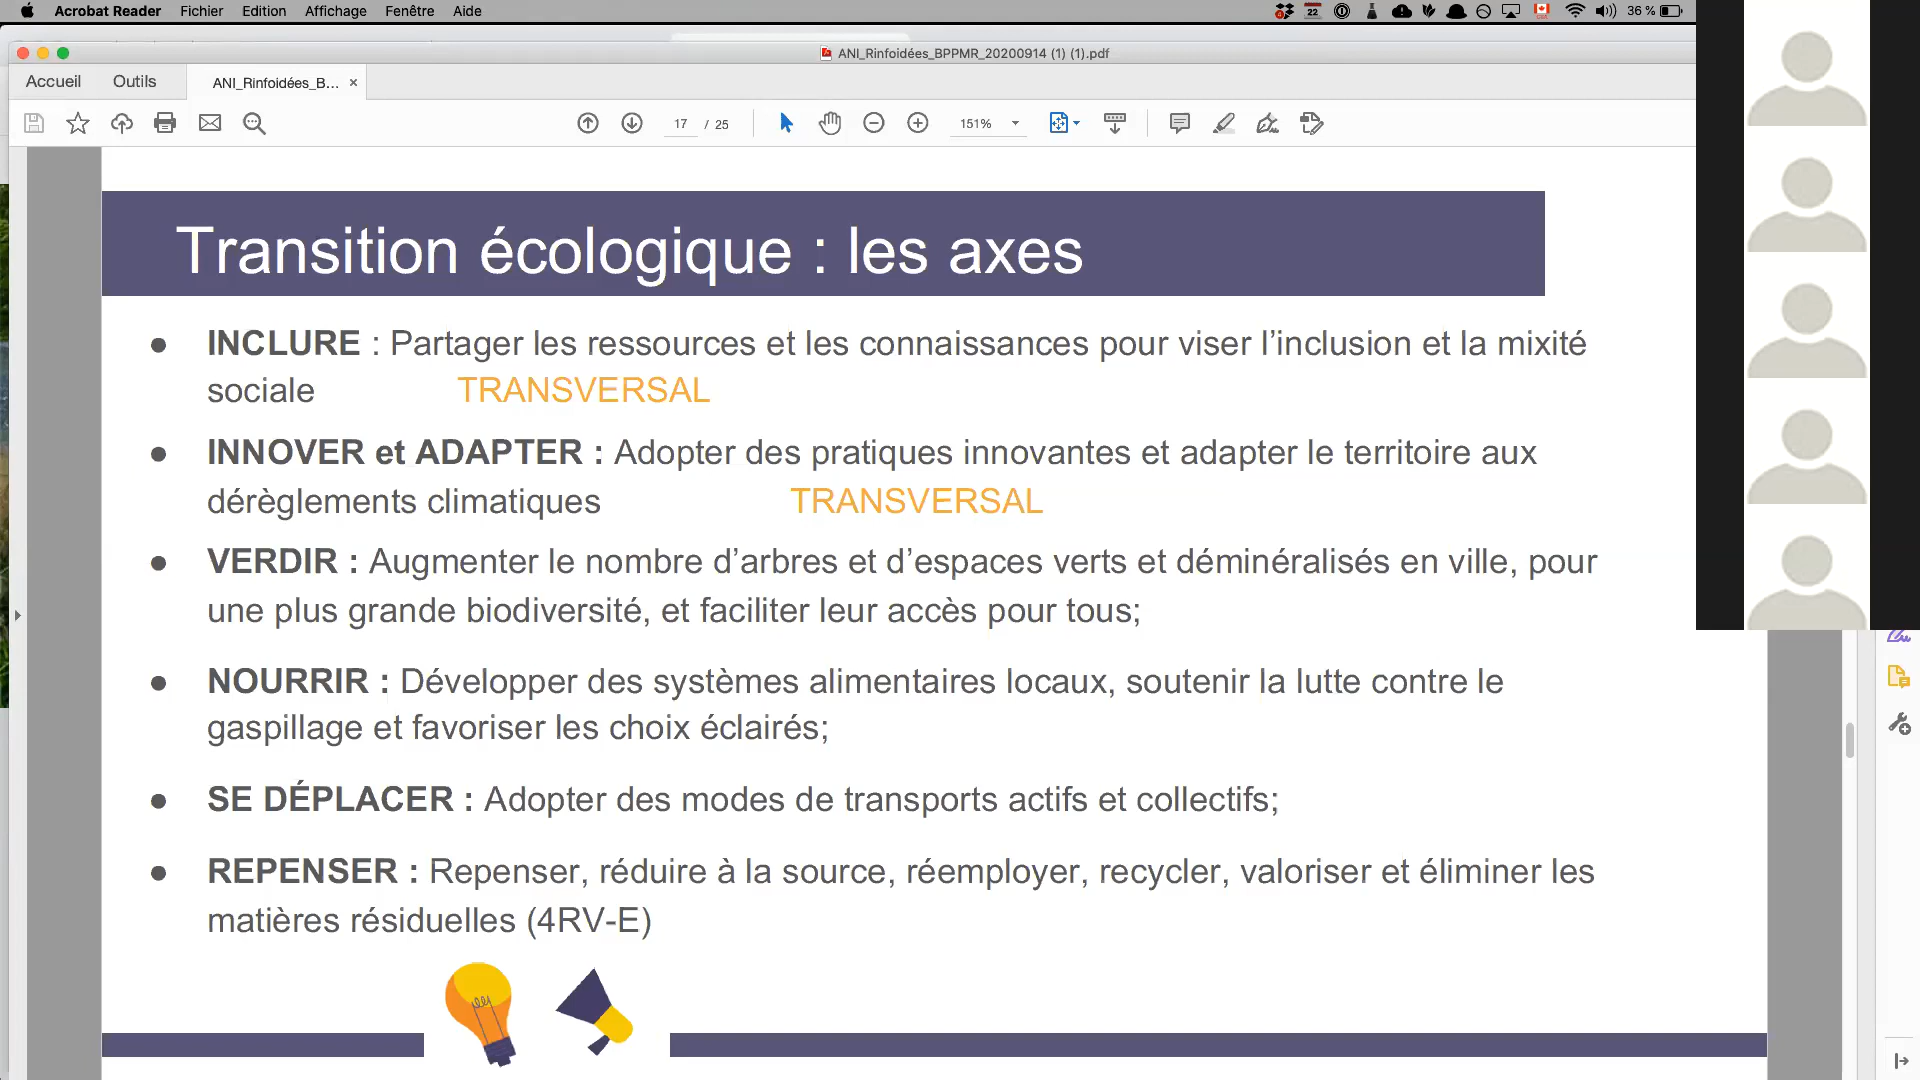 Acrobat Reader Fichier Edition Affichage Fenêtre Aide
22
36 %
ANI_Rinfoidées_BPPMR_20200914 (1) (1).pdf
Accueil Outils ANI_Rinfoidées_B... ×
17 / 25 151%
Transition écologique : les axes
● INCLURE : Partager les ressources et les connaissances pour viser l’inclusion et la mixité
sociale TRANSVERSAL
● INNOVER et ADAPTER : Adopter des pratiques innovantes et adapter le territoire aux
dérèglements climatiques TRANSVERSAL
● VERDIR : Augmenter le nombre d’arbres et d’espaces verts et déminéralisés en ville, pour
une plus grande biodiversité, et faciliter leur accès pour tous;
● NOURRIR : Développer des systèmes alimentaires locaux, soutenir la lutte contre le
gaspillage et favoriser les choix éclairés;
● SE DÉPLACER : Adopter des modes de transports actifs et collectifs;
● REPENSER : Repenser, réduire à la source, réemployer, recycler, valoriser et éliminer les
matières résiduelles (4RV-E)